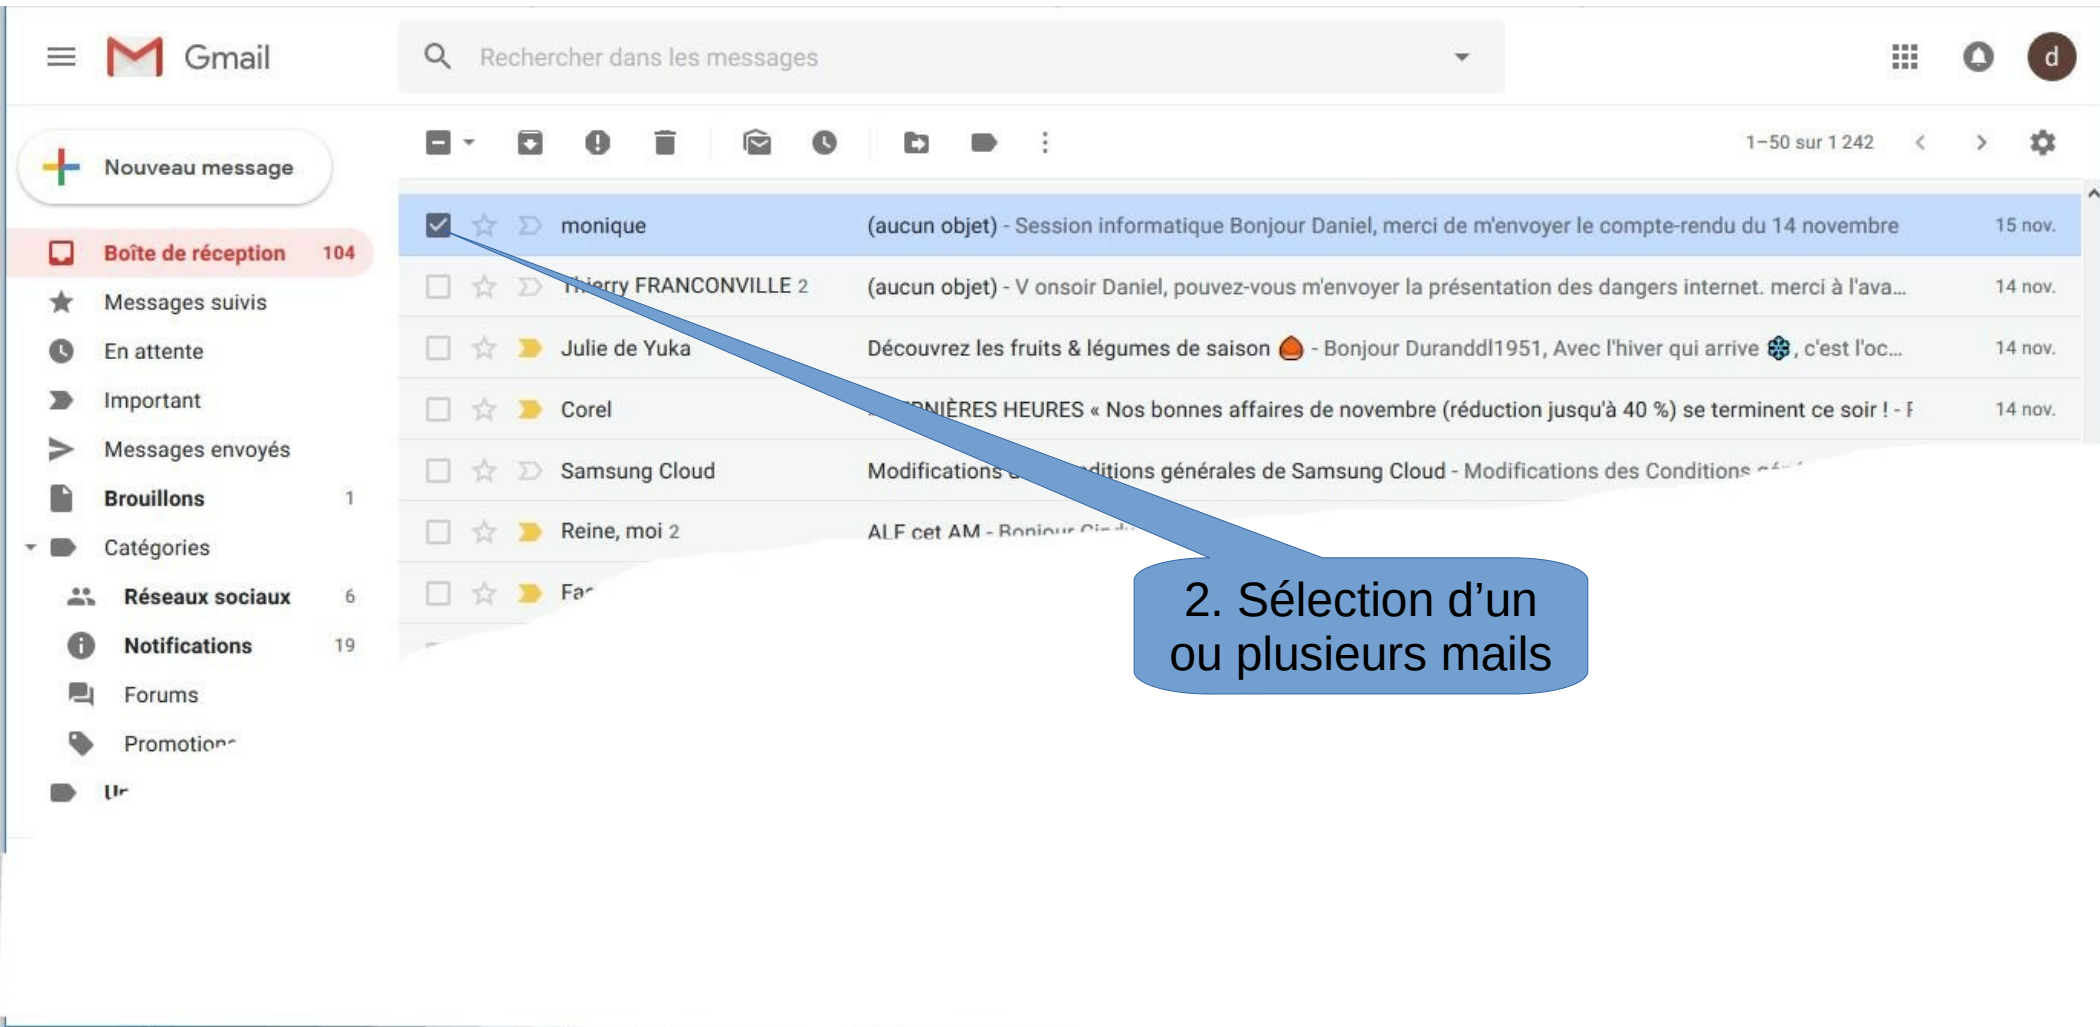 Gmail
Rechercher dans les messages
d
Nouveau message
1–50 sur 1 242
Boîte de réception 104
Messages suivis
En attente
Important
Messages envoyés
Brouillons 1
Catégories
Réseaux sociaux 6
Notifications 19
Forums
monique (aucun objet) - Session informatique Bonjour Daniel, merci de m'envoyer le compte-rendu du 14 novembre 15 nov.
FRANCONVILLE 2 (aucun objet) - V onsoir Daniel, pouvez-vous m'envoyer la présentation des dangers internet. merci à l'ava... 14 nov.
Julie de Yuka Découvrez les fruits & légumes de saison - Bonjour Duranddl1951, Avec l'hiver qui arrive , c'est l'oc... 14 nov.
Corel HEURES « Nos bonnes affaires de novembre (réduction jusqu'à 40 %) se terminent ce soir ! - 14 nov.
Samsung Cloud Modifications générales de Samsung Cloud - Modifications des Conditions
Reine, moi 2 ALF cet AM - Bonjour
2. Sélection d’un
ou plusieurs mails